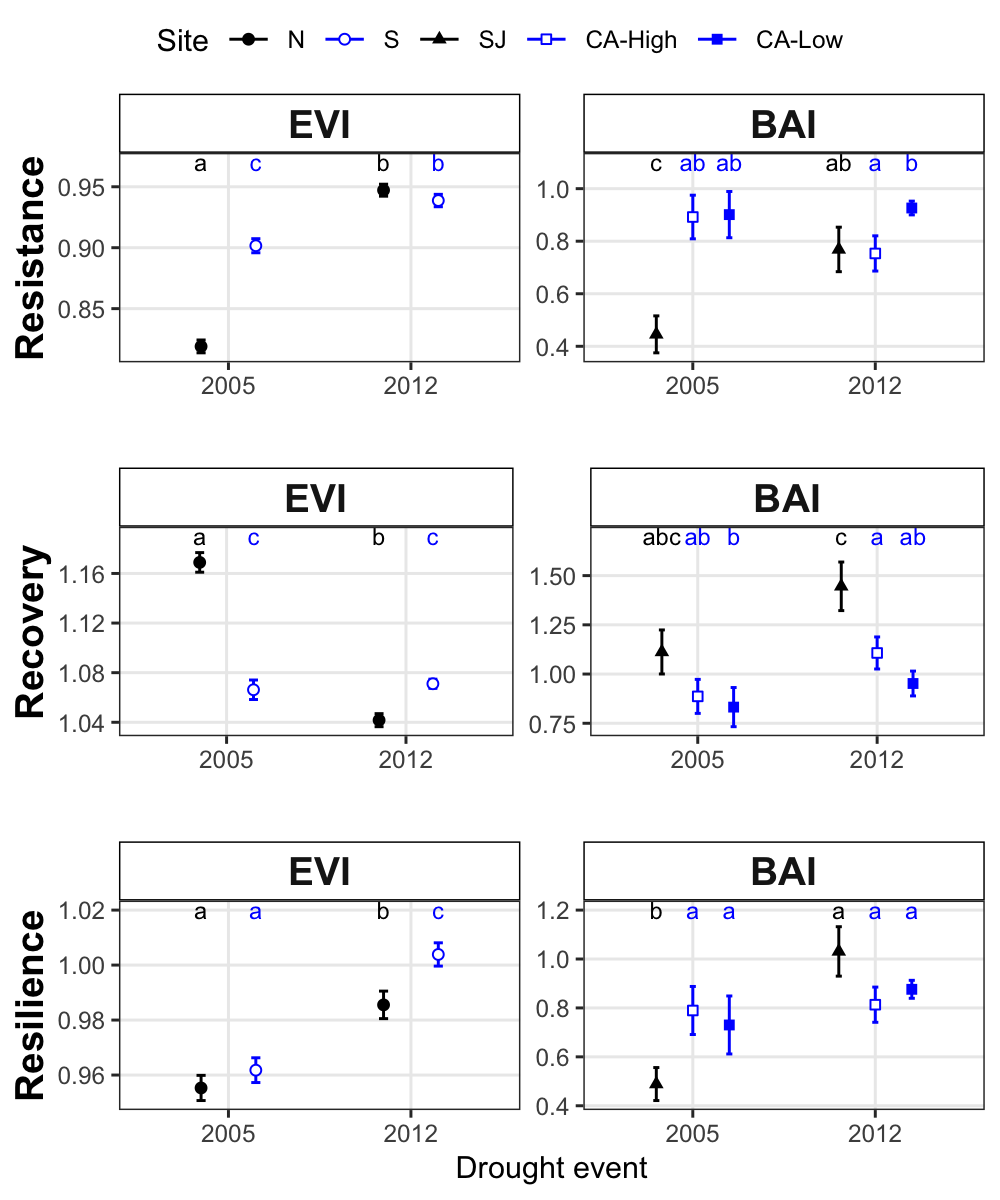 Site N S SJ CA-High CA-Low
EVI BAI
Resistance
a c b b
c ab ab ab a b
0.95
0.90
0.85
1.0
0.8
0.6
0.4
2005 2012 2005 2012
EVI BAI
Recovery
a c b c
abc ab b c a ab
1.16
1.12
1.08
1.04
1.50
1.25
1.00
0.75
2005 2012 2005 2012
EVI BAI
Resilience
a a b c
b a a a a a
1.02
1.00
0.98
0.96
1.2
1.0
0.8
0.6
0.4
2005 2012 2005 2012
Drought event